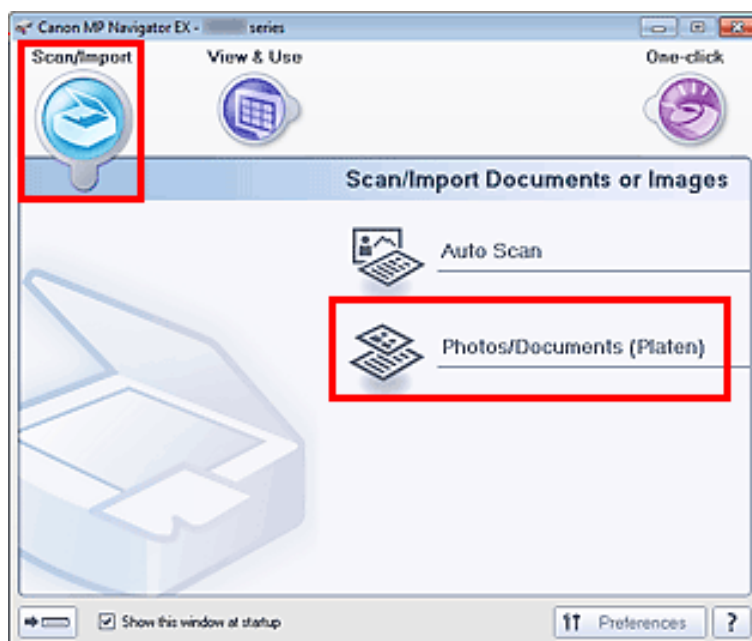 Canon MP Navigator EX - series
Scan/Import
View & Use
One-click
Scan/Import Documents or Images
Auto Scan
Photos/Documents (Platen)
Show this window at startup
Preferences
?